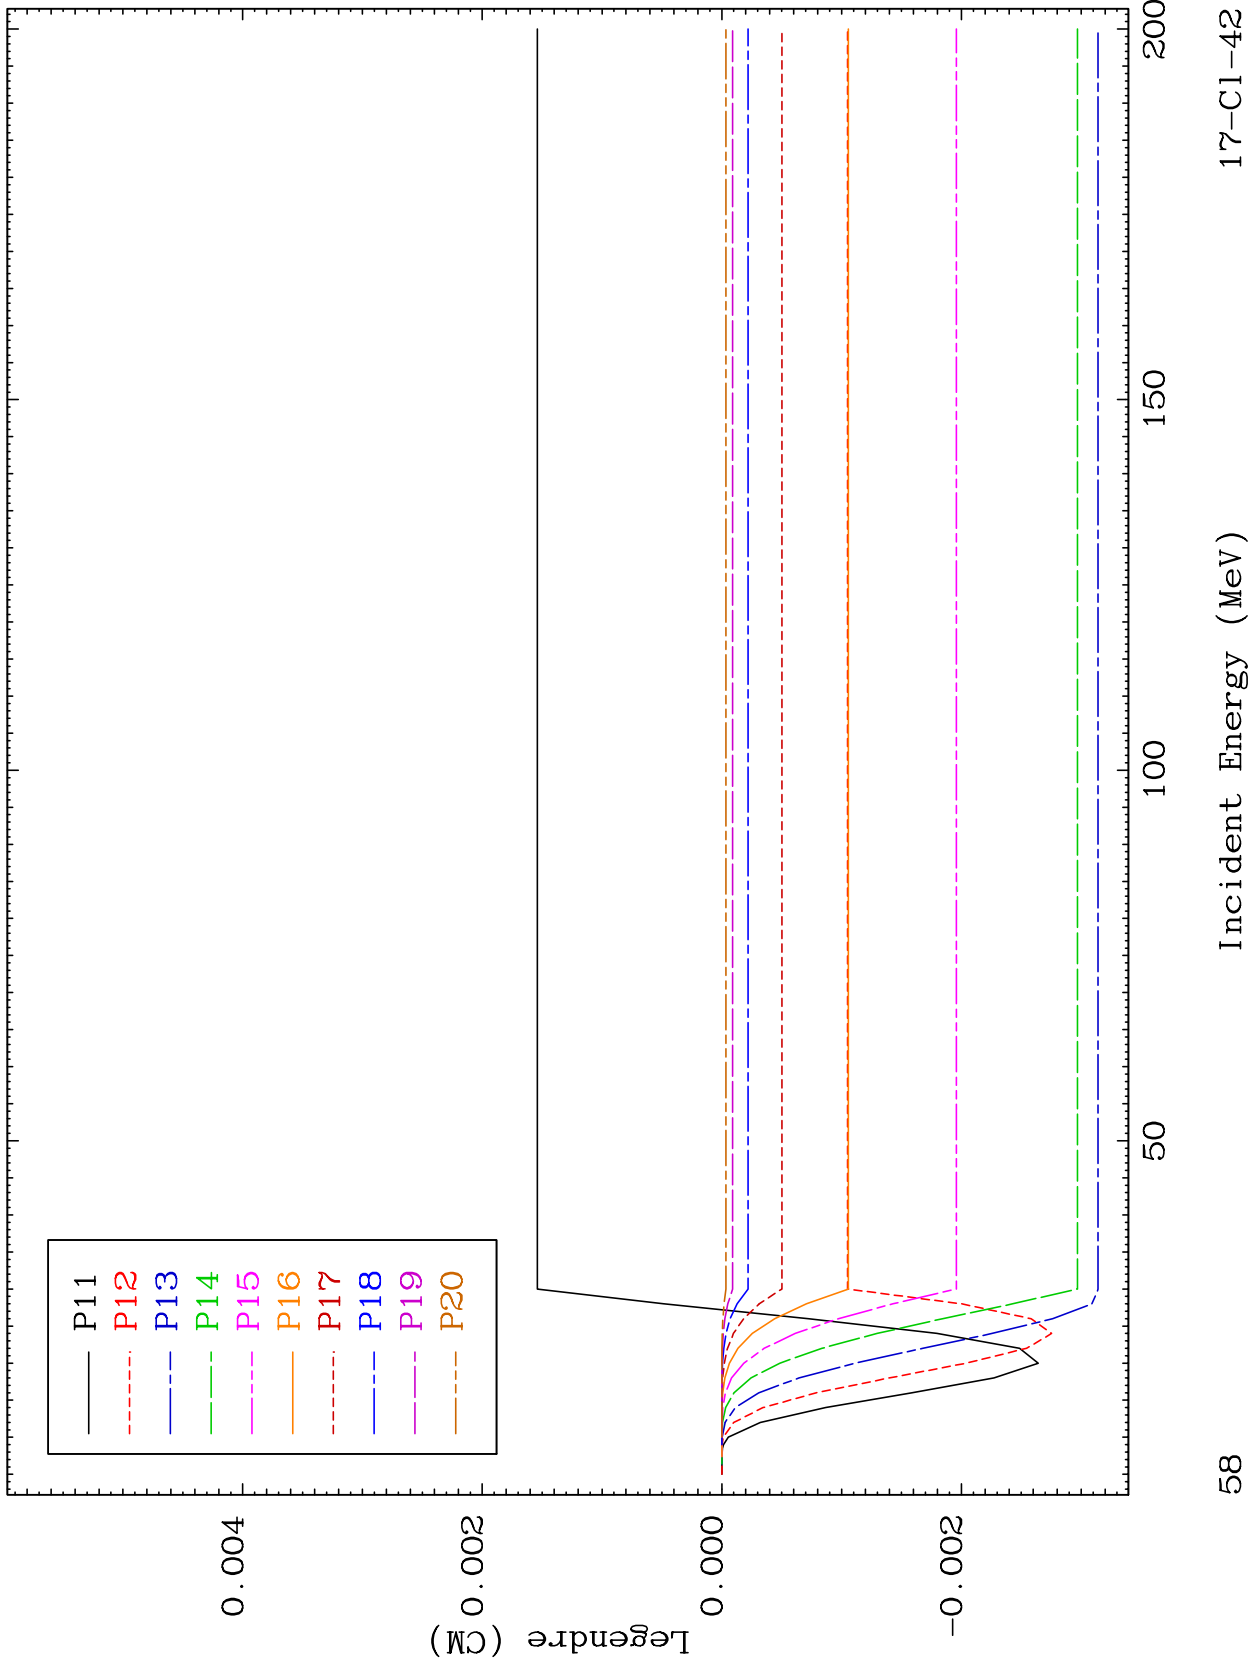 P11
P12
P13
P14
P15
P16
P17
P18
P19
P20
0.004
0.002
0.000
-0.002
Legendre (CM)
50
100
150
200
58
Incident Energy (MeV)
17-Cl-42